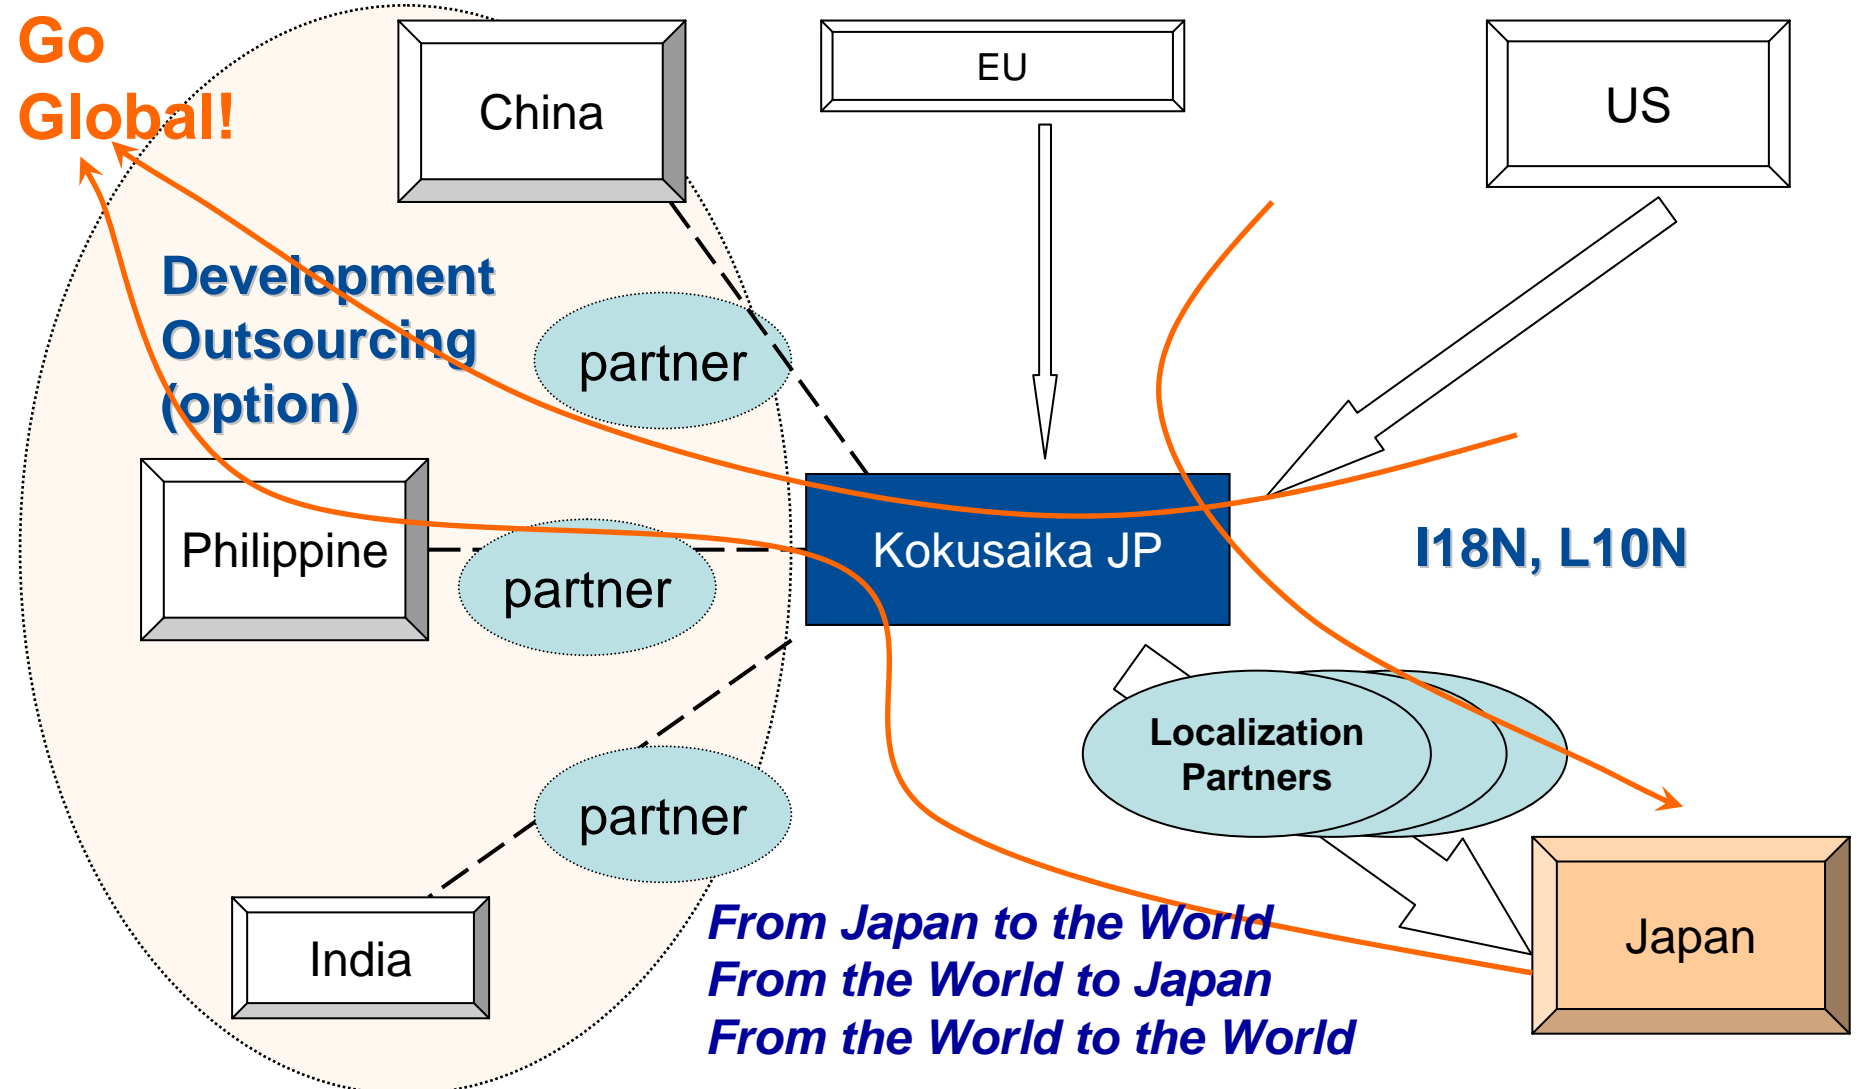 Go
Global!
China
EU
US
Development
Outsourcing
(option)
partner
Philippine
partner
Kokusaika JP
I18N, L10N
Localization
Partners
partner
India
From Japan to the World
From the World to Japan
From the World to the World
Japan